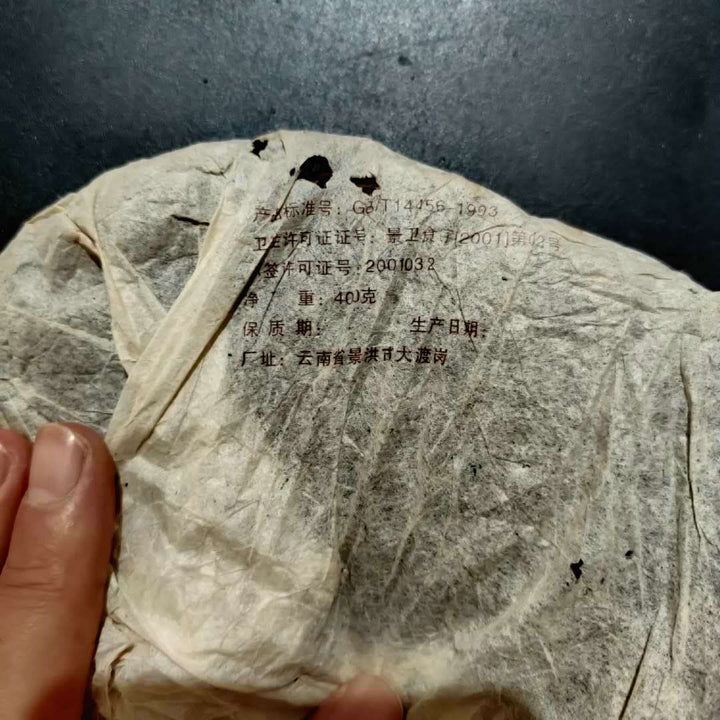 产品标准号：GB/T14456-1993
卫生许可证证号：景卫食字[2001]第42号
签许可证号：2001032
净 重：400克
保质期： 生产日期：
厂址：云南省景洪市大渡岗